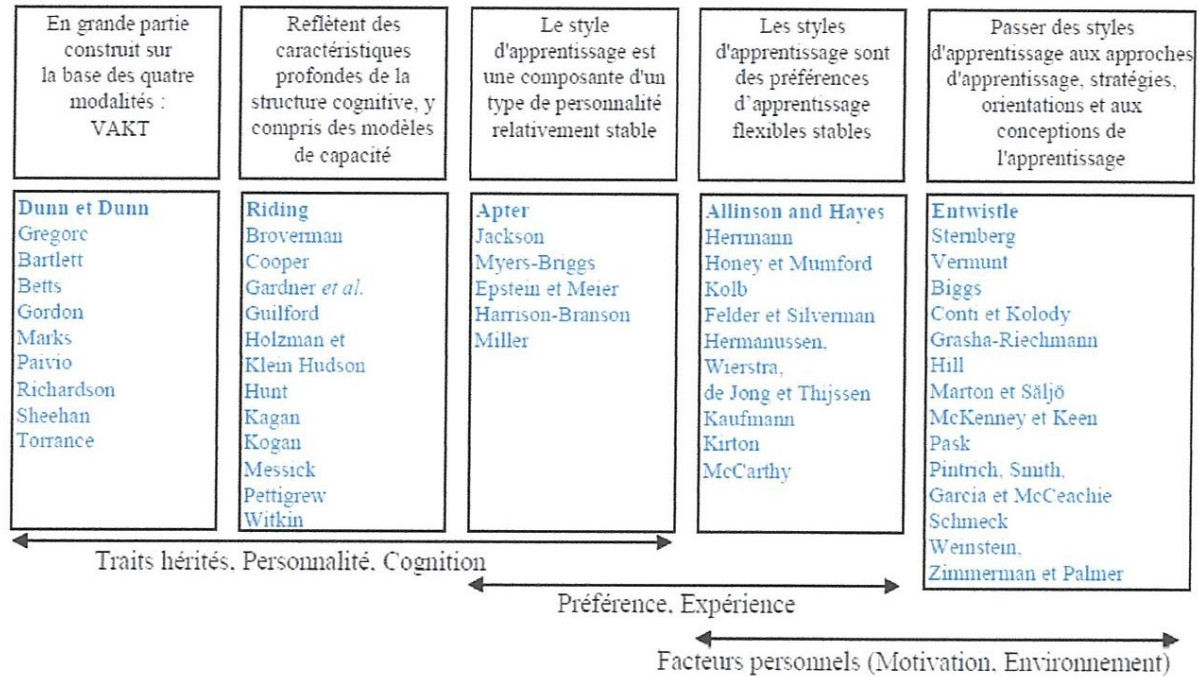 En grande partie
construit sur
la base des quatre
modalités :
VAKT
Reflètent des
caractéristiques
profondes de la
structure cognitive, y
compris des modèles
de capacité
Le style
d'apprentissage est
une composante d'un
type de personnalité
relativement stable
Les styles
d'apprentissage sont
des préférences
d'apprentissage
flexibles stables
Passer des styles
d'apprentissage aux approches
d'apprentissage, stratégies,
orientations et aux
conceptions de
l'apprentissage
Dunn et Dunn
Gregorc
Bartlett
Betts
Gordon
Marks
Paivio
Richardson
Sheehan
Torrance
Riding
Broverman
Cooper
Gardner et al.
Guilford
Holzman et
Klein Hudson
Hunt
Kagan
Kogan
Messick
Pettigrew
Witkin
Apter
Jackson
Myers-Briggs
Epstein et Meier
Harrison-Branson
Miller
Allinson and Hayes
Herrmann
Honey et Mumford
Kolb
Felder et Silverman
Hermanussen,
Wierstra,
de Jong et Thijssen
Kaufmann
Kirton
McCarthy
Entwistle
Sternberg
Vermunt
Biggs
Conti et Kolody
Grasha-Riechmann
Hill
Marton et Säljö
McKenney et Keen
Pask
Pintrich, Smith,
Garcia et McCeachie
Schmeck
Weinstein,
Zimmerman et Palmer
Traits hérités, Personnalité, Cognition
Préférence, Expérience
Facteurs personnels (Motivation, Environnement)